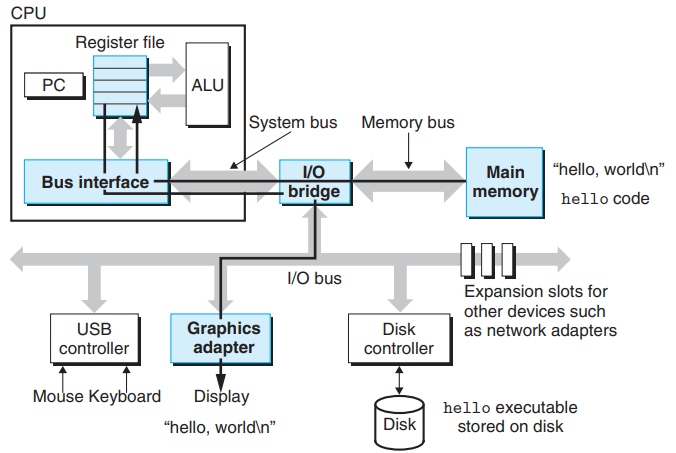 CPU
Register file
PC
ALU
System bus
Memory bus
Bus interface
I/O
bridge
Main
memory
"hello, world\n"
hello code
I/O bus
Expansion slots for
other devices such
as network adapters
USB
controller
Graphics
adapter
Disk
controller
Mouse Keyboard
Display
"hello, world\n"
Disk
hello executable
stored on disk